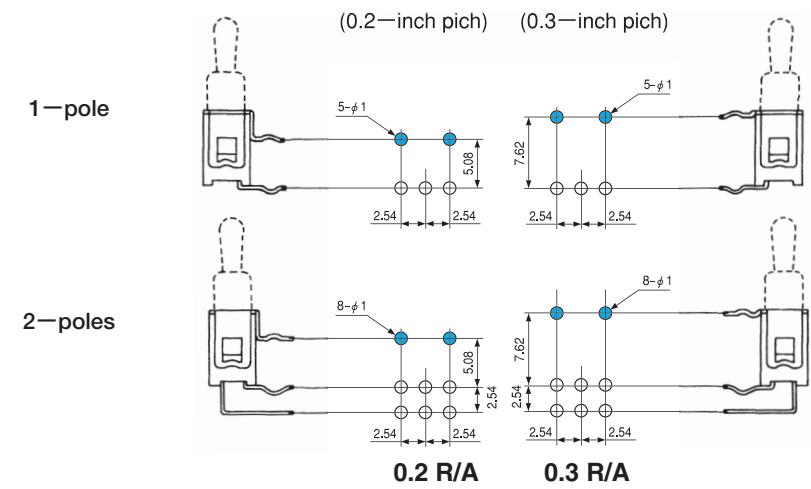 (0.2−inch pich) (0.3−inch pich)
1−pole
5-φ1
5.08
2.54 2.54
5-φ1
7.62
2.54 2.54
2−poles
8-φ1
5.08
2.54
2.54 2.54
8-φ1
7.62
2.54
2.54 2.54
0.2 R/A 0.3 R/A